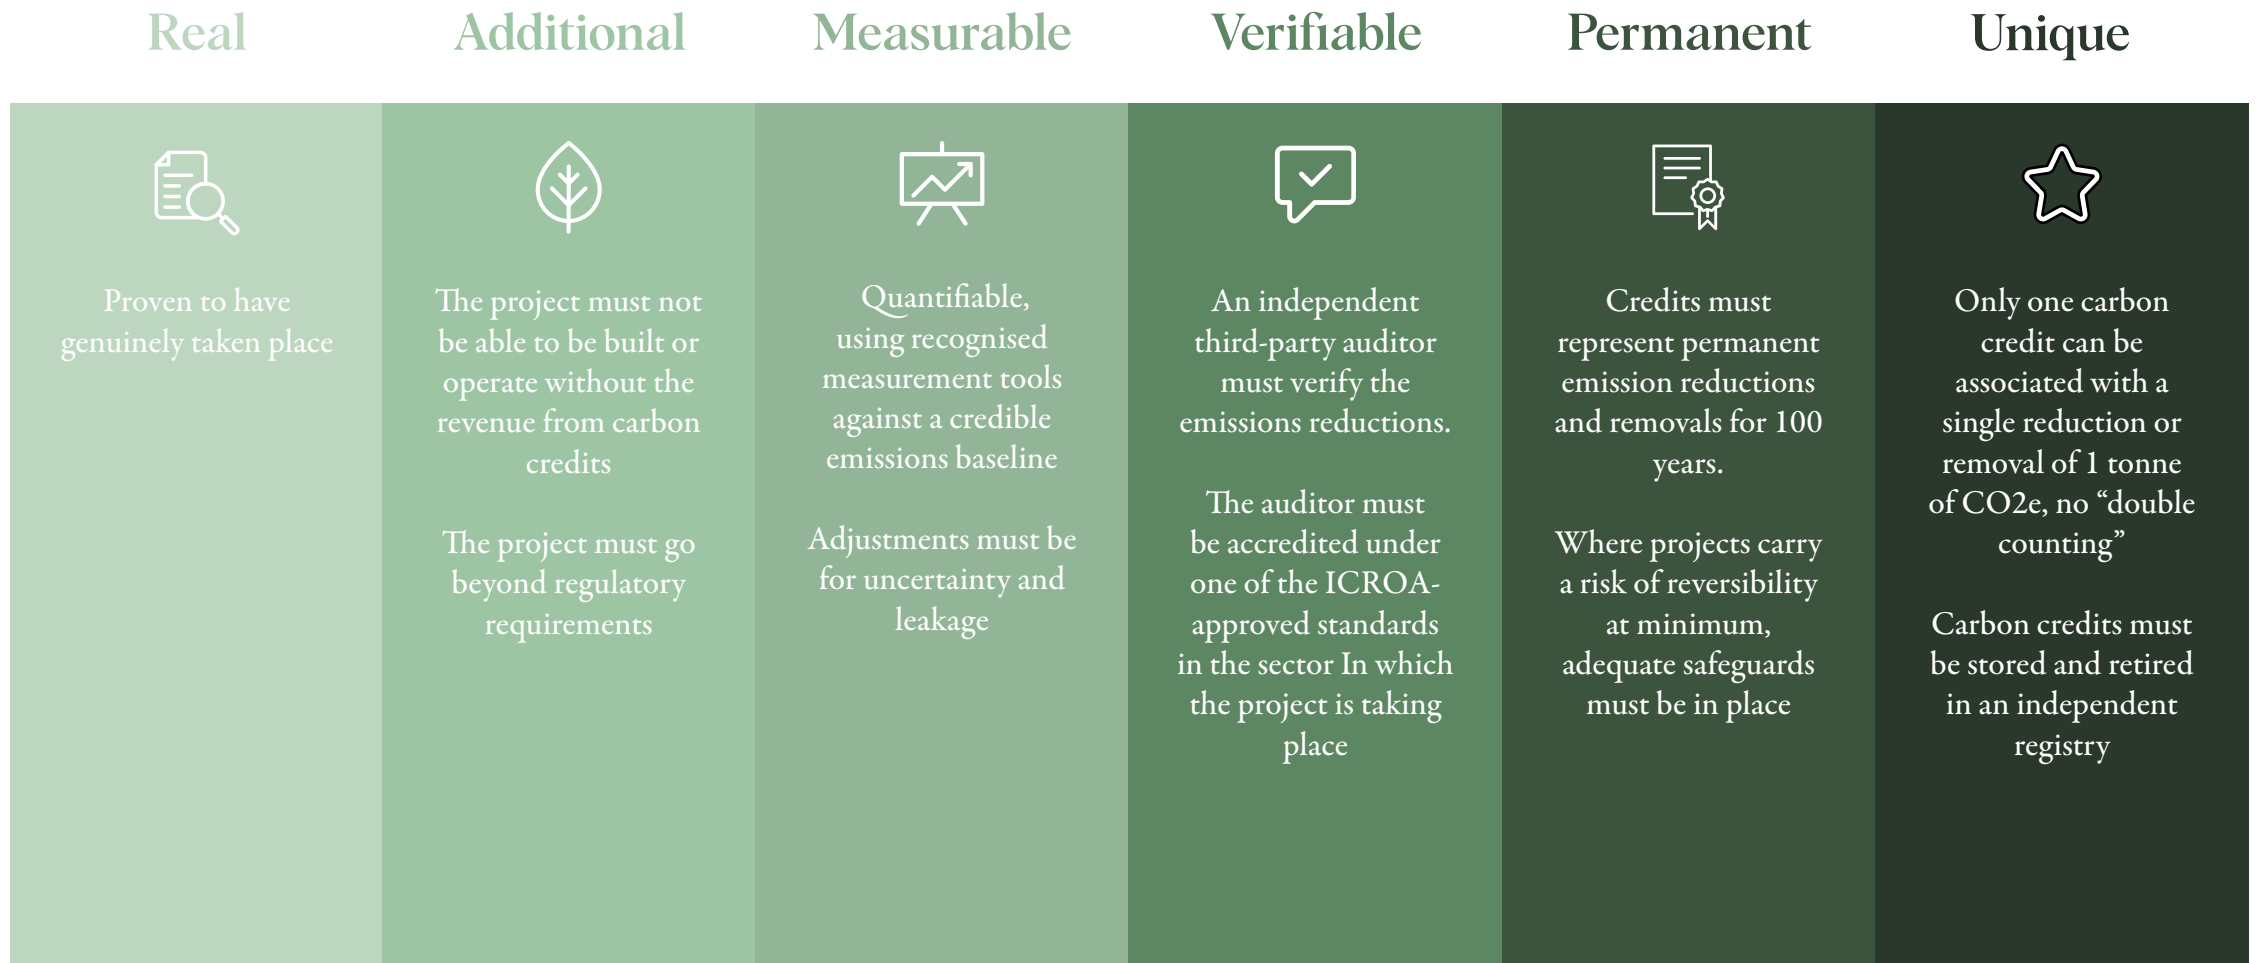 Real
Additional
Measurable
Verifiable
Permanent
Unique
Proven to have
genuinely taken place
The project must not
be able to be built or
operate without the
revenue from carbon
credits
The project must go
beyond regulatory
requirements
Quantifiable,
using recognised
measurement tools
against a credible
emissions baseline
Adjustments must be
for uncertainty and
leakage
An independent
third-party auditor
must verify the
emissions reductions.
The auditor must
be accredited under
one of the ICROA-
approved standards
in the sector In which
the project is taking
place
Credits must
represent permanent
emission reductions
and removals for 100
years.
Where projects carry
a risk of reversibility
at minimum,
adequate safeguards
must be in place
Only one carbon
credit can be
associated with a
single reduction or
removal of 1 tonne
of CO2e, no “double
counting”
Carbon credits must
be stored and retired
in an independent
registry